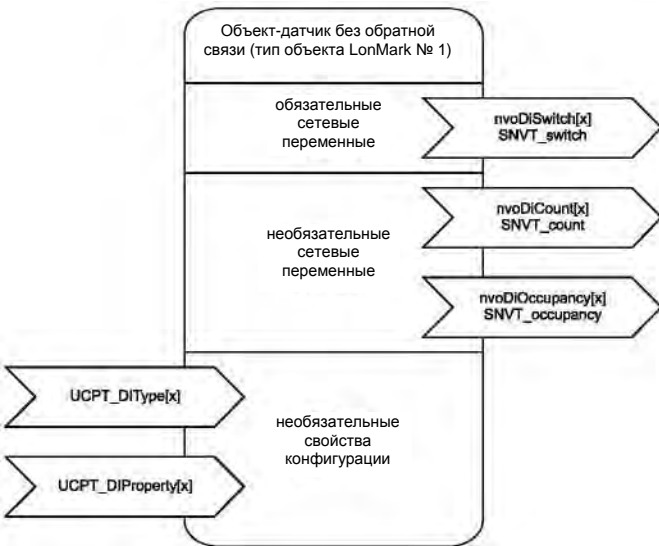 Объект-датчик без обратной
связи (тип объекта LonMark № 1)
обязательные
сетевые
переменные
nvoDiSwitch[x]
SNVT_switch
необязательные
сетевые
переменные
nvoDiCount[x]
SNVT_count
nvoDiOccupancy[x]
SNVT_occupancy
UCPT_DIType[x]
необязательные
свойства
конфигурации
UCPT_DIProperty[x]